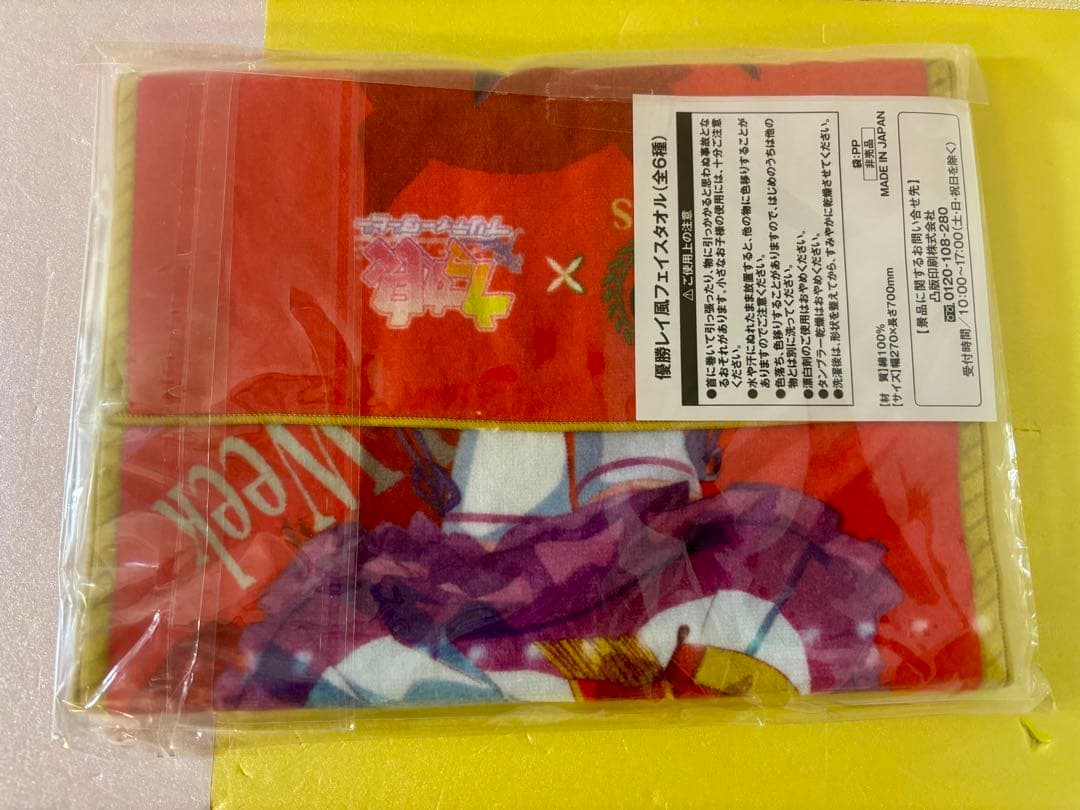 優勝レイ風フェイスタオル(全6種)
⚠ご使用上の注意
●首に巻いて引っ張ったり、物に引っかかると思わぬ事故とな
るおそれがあります。小さなお子様の使用には、十分ご注意
ください。
●水や汗にぬれたまま放置すると、他の物に色移りすることが
ありますのでご注意ください。
●色落ち、色移りすることがありますので、はじめのうちは他の
物とは別に洗ってください。
●漂白剤のご使用はおやめください。
●タンブラー乾燥はおやめください。
●洗濯後は、形状を整えてから、すみやかに乾燥させてください。
袋:PP
非売品
[材 質]綿100%
[サイズ]幅270×長さ700mm
MADE IN JAPAN
【景品に関するお問い合せ先】
凸版印刷株式会社
0120-108-280
受付時間/10:00〜17:00(土・日・祝日を除く)
ウマ娘
プリティーダービー
×
S
Week